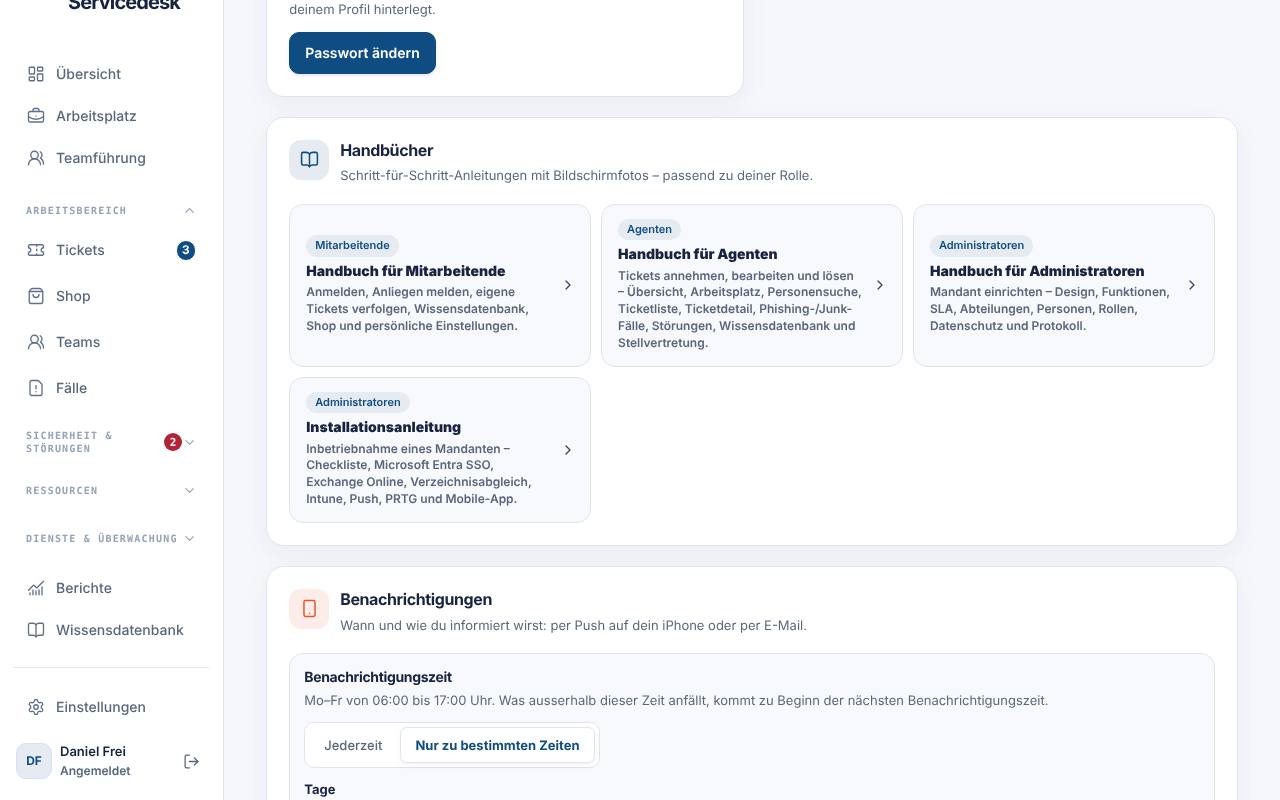 Servicedesk
Übersicht
Arbeitsplatz
Teamführung
ARBEITSBEREICH
Tickets
3
Shop
Teams
Fälle
SICHERHEIT &
STÖRUNGEN
2
RESSOURCEN
DIENSTE & ÜBERWACHUNG
Berichte
Wissensdatenbank
Einstellungen
DF
Daniel Frei
Angemeldet
deinem Profil hinterlegt.
Passwort ändern
Handbücher
Schritt-für-Schritt-Anleitungen mit Bildschirmfotos – passend zu deiner Rolle.
Mitarbeitende
Handbuch für Mitarbeitende
Anmelden, Anliegen melden, eigene
Tickets verfolgen, Wissensdatenbank,
Shop und persönliche Einstellungen.
Agenten
Handbuch für Agenten
Tickets annehmen, bearbeiten und lösen
– Übersicht, Arbeitsplatz, Personensuche,
Ticketliste, Ticketdetail, Phishing-/Junk-
Fälle, Störungen, Wissensdatenbank und
Stellvertretung.
Administratoren
Handbuch für Administratoren
Mandant einrichten – Design, Funktionen,
SLA, Abteilungen, Personen, Rollen,
Datenschutz und Protokoll.
Administratoren
Installationsanleitung
Inbetriebnahme eines Mandanten –
Checkliste, Microsoft Entra SSO,
Exchange Online, Verzeichnisabgleich,
Intune, Push, PRTG und Mobile-App.
Benachrichtigungen
Wann und wie du informiert wirst: per Push auf dein iPhone oder per E-Mail.
Benachrichtigungszeit
Mo–Fr von 06:00 bis 17:00 Uhr. Was ausserhalb dieser Zeit anfällt, kommt zu Beginn der nächsten Benachrichtigungszeit.
Jederzeit
Nur zu bestimmten Zeiten
Tage